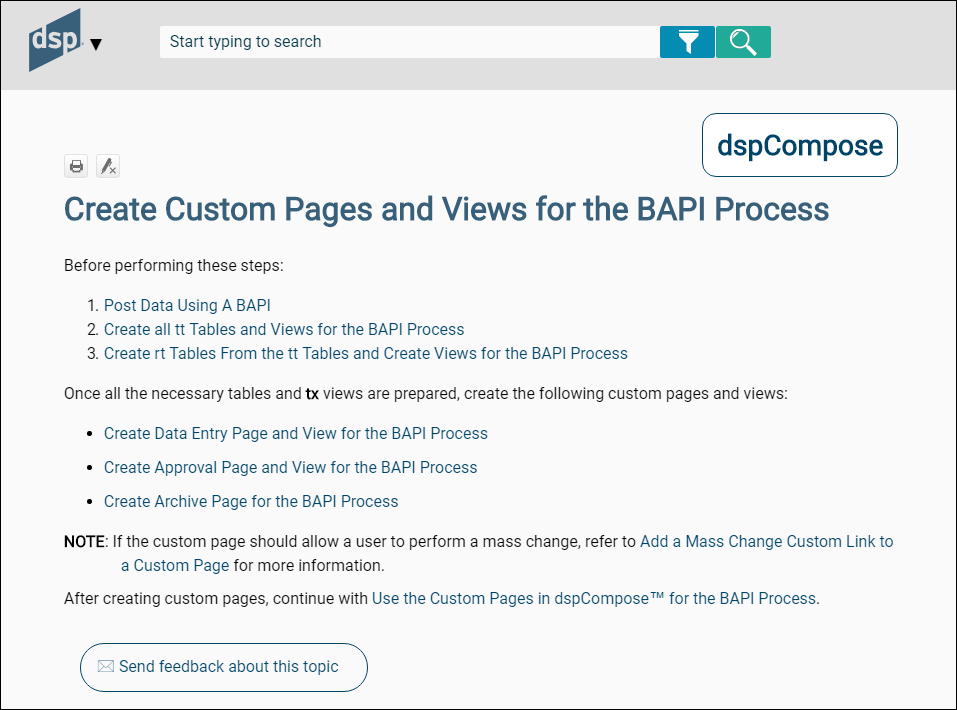 dsp
Start typing to search
dspCompose
Create Custom Pages and Views for the BAPI Process
Before performing these steps:
1. Post Data Using A BAPI
2. Create all tt Tables and Views for the BAPI Process
3. Create rt Tables From the tt Tables and Create Views for the BAPI Process
Once all the necessary tables and tx views are prepared, create the following custom pages and views:
• Create Data Entry Page and View for the BAPI Process
• Create Approval Page and View for the BAPI Process
• Create Archive Page for the BAPI Process
NOTE: If the custom page should allow a user to perform a mass change, refer to Add a Mass Change Custom Link to
a Custom Page for more information.
After creating custom pages, continue with Use the Custom Pages in dspCompose™ for the BAPI Process.
Send feedback about this topic